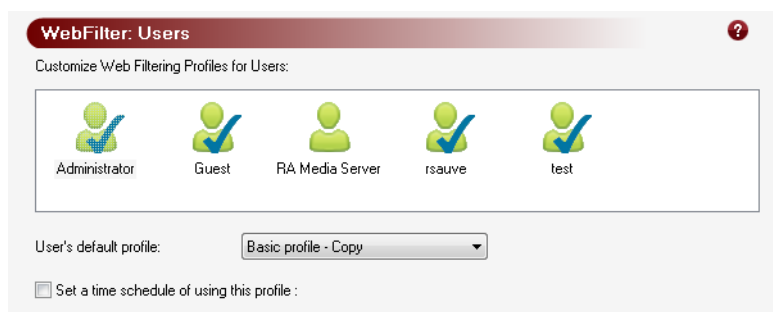 WebFilter: Users
?
Customize Web Filtering Profiles for Users:
Administrator Guest RA Media Server rsauve test
User's default profile: Basic profile - Copy
Set a time schedule of using this profile :